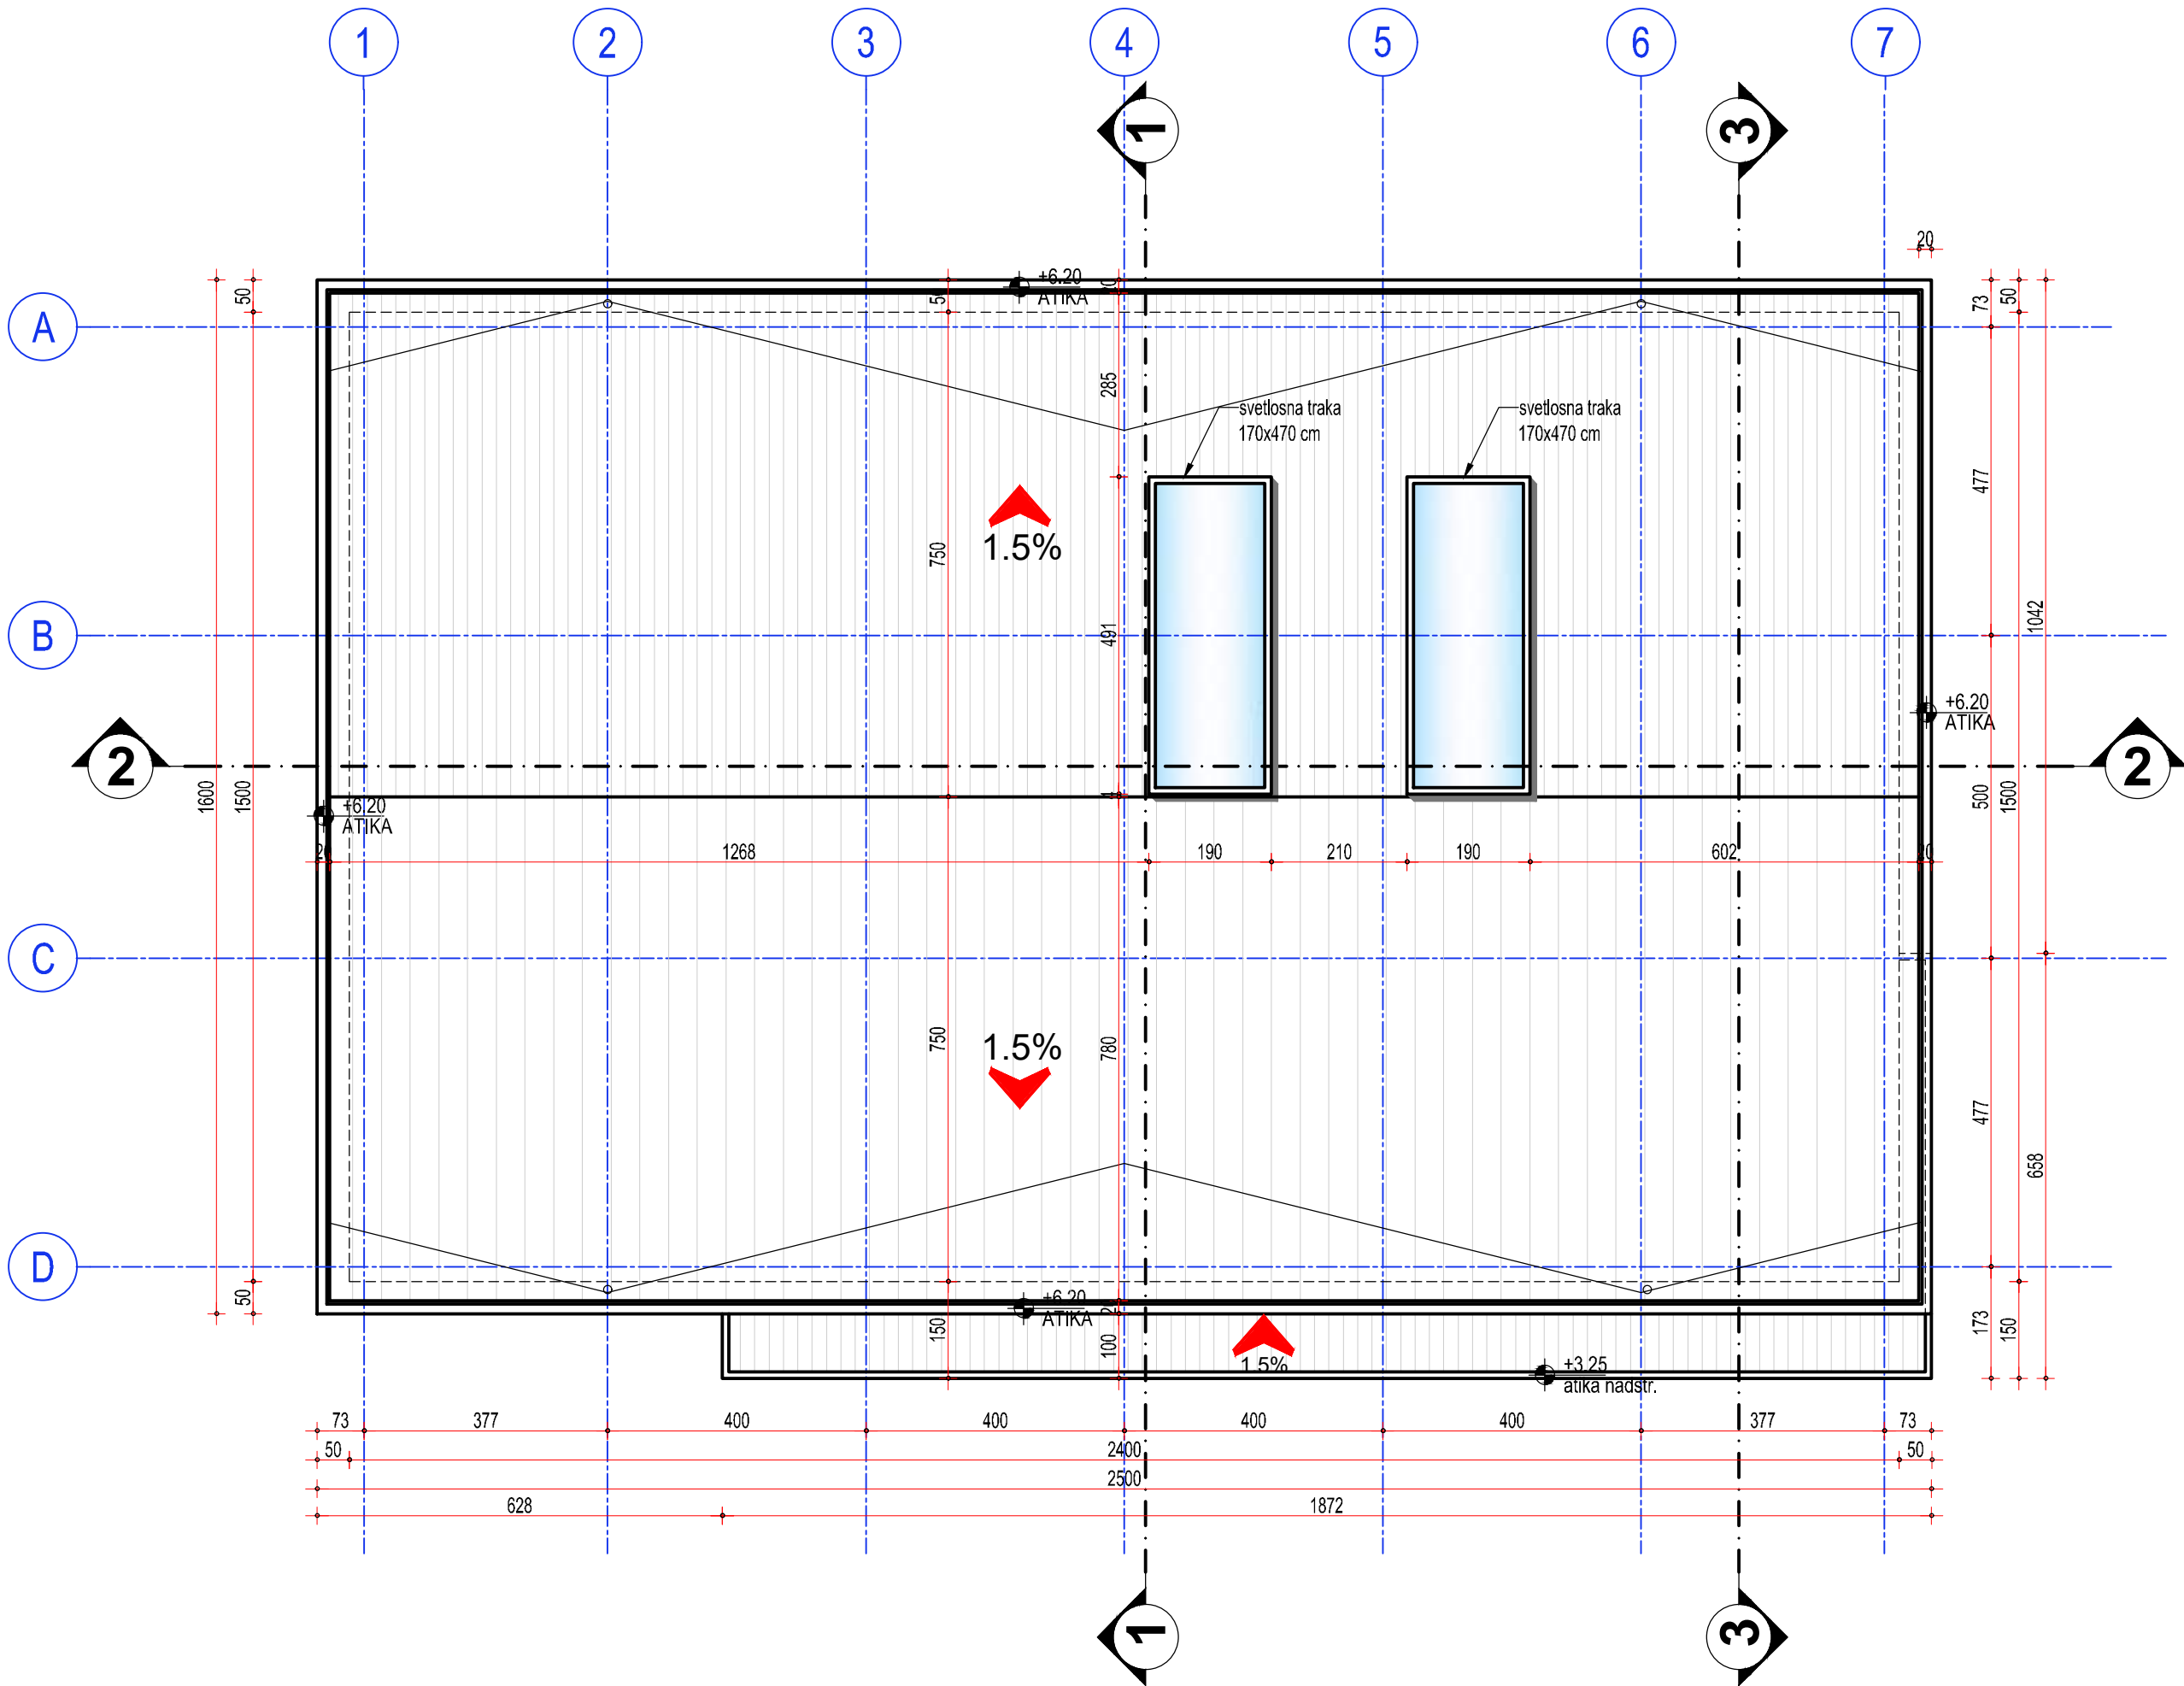 1 2 3 4 5 6 7
1 3
20
+6.20
ATIKA
50 50 20 73 50
A
285
svetlosna traka
170x470 cm
svetlosna traka
170x470 cm
477
1.5%
750
491
1042
B
+6.20
ATIKA
2 2
1600 1500 500 1500
+6.20
ATIKA
20 1268 190 210 190 602 20
C
1.5%
750 780
477
658
D
50
+6.20
ATIKA
20
150 100
1.5%
+3.25
atika nadstr.
173 150
73 377 400 400 400 400 377 73
50 2400 50
2500
628 1872
1 3